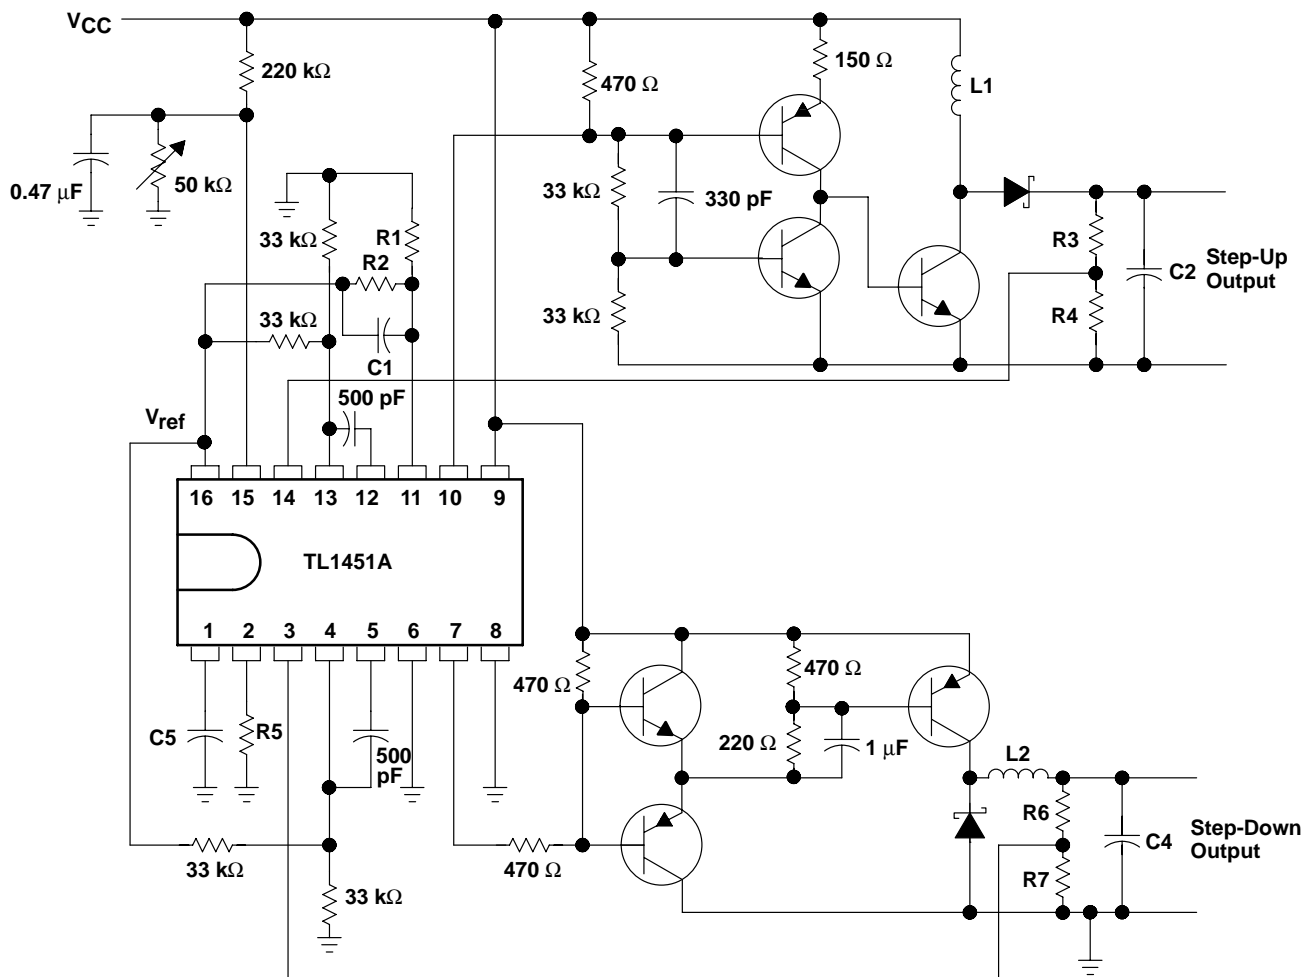 VCC
220 kΩ
470 Ω
150 Ω
L1
0.47 μF
50 kΩ
33 kΩ
R1
R2
33 kΩ
330 pF
R3
C2
Step-Up
Output
33 kΩ
33 kΩ
R4
C1
500 pF
Vref
16 15 14 13 12 11 10 9
TL1451A
1 2 3 4 5 6 7 8
470 Ω
470 Ω
C5
R5
500
pF
220 Ω
1 μF
L2
R6
C4
Step-Down
Output
33 kΩ
470 Ω
R7
33 kΩ